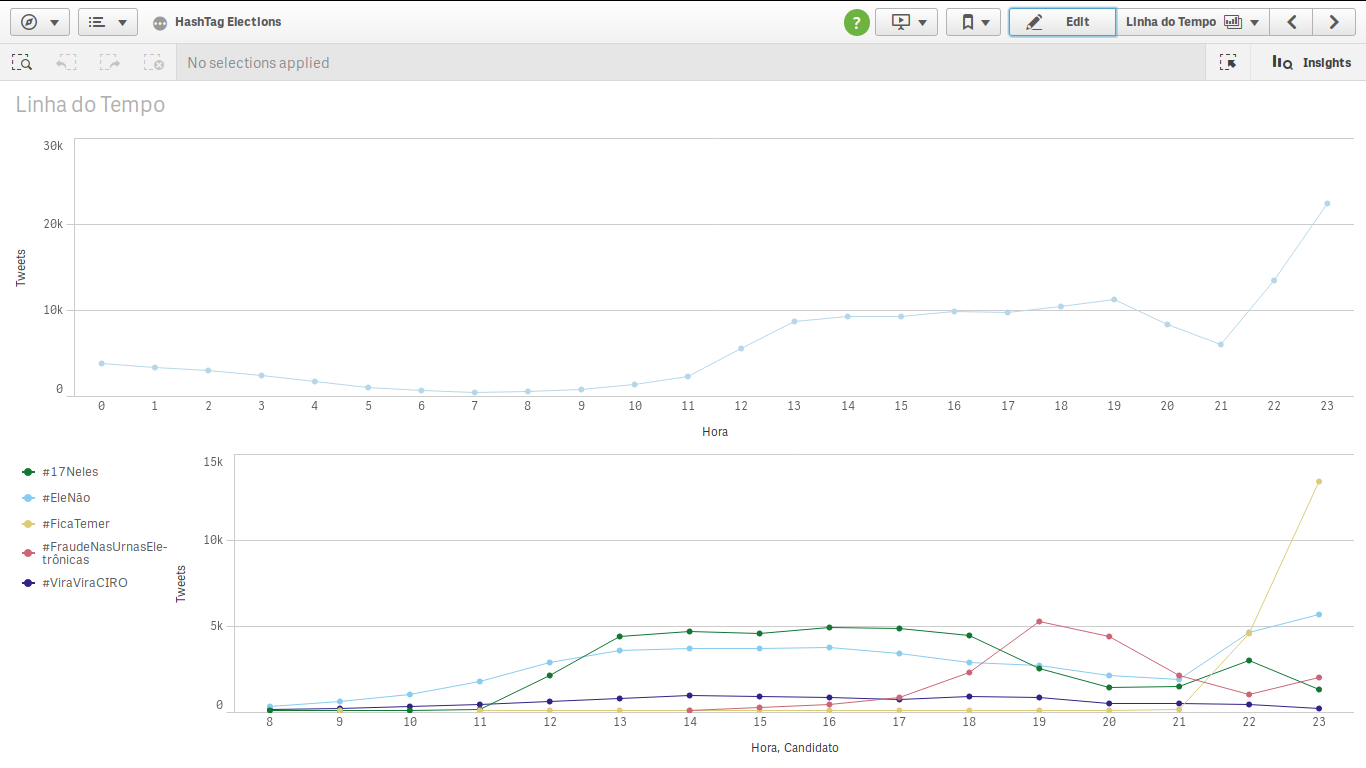 HashTag Elections
?
Edit
Linha do Tempo
No selections applied
Insights
Linha do Tempo
30k
20k
10k
0
Tweets
0 1 2 3 4 5 6 7 8 9 10 11 12 13 14 15 16 17 18 19 20 21 22 23
Hora
#17Neles
#EleNão
#FicaTemer
#FraudeNasUrnasEle-
trônicas
#ViraViraCIRO
15k
10k
5k
0
Tweets
8 9 10 11 12 13 14 15 16 17 18 19 20 21 22 23
Hora, Candidato